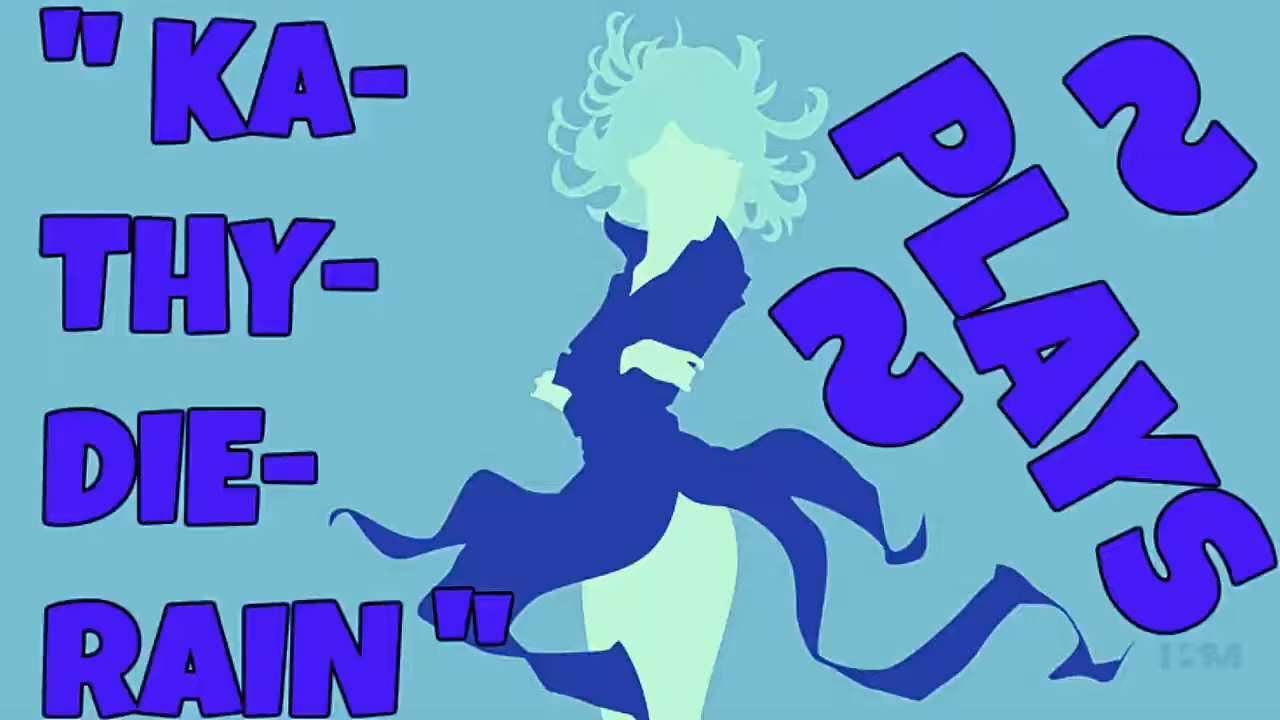 "KA-
THY-
DIE-
RAIN"
PLAYS